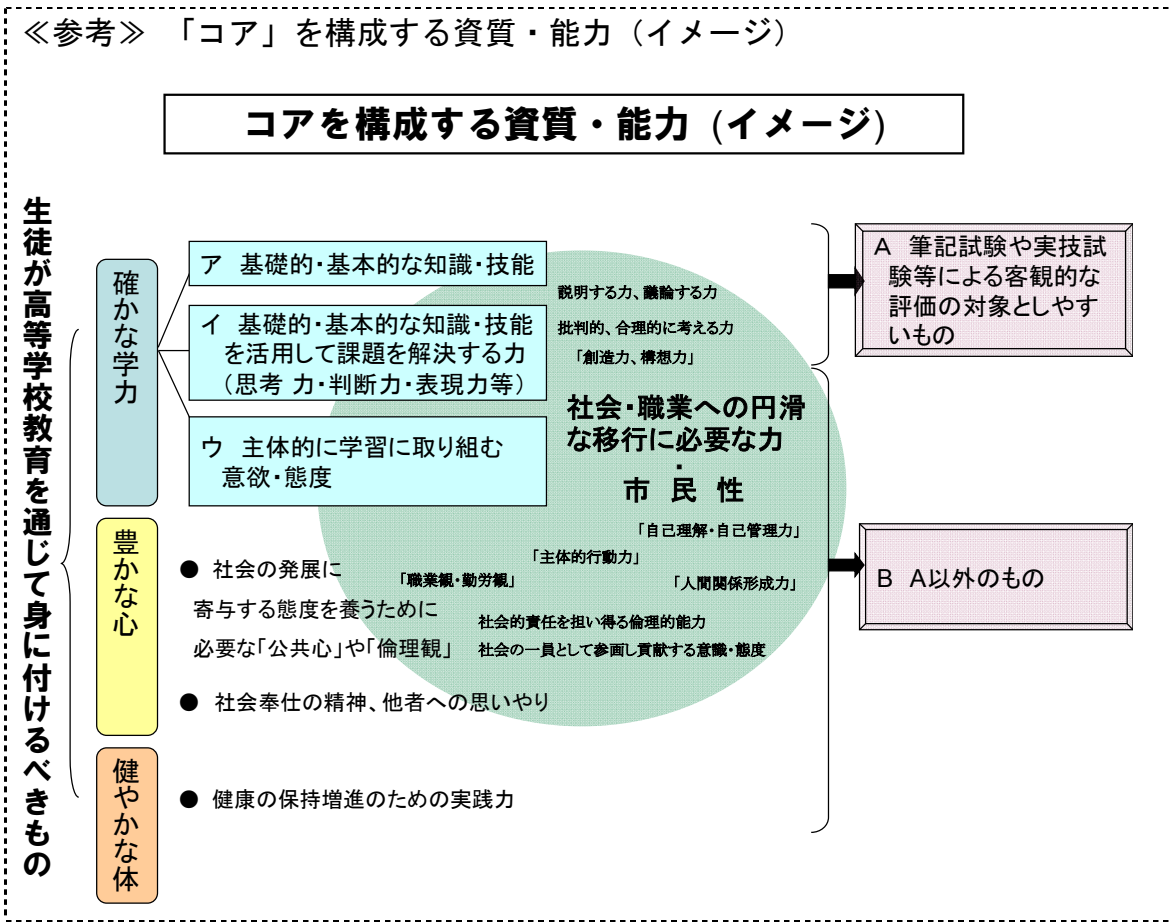 ≪参考≫ 「コア」を構成する資質・能力（イメージ）
コアを構成する資質・能力 (イメージ)
生徒が高等学校教育を通じて身に付けるべきもの
確かな学力
ア 基礎的・基本的な知識・技能
イ 基礎的・基本的な知識・技能
を活用して課題を解決する力
（思考 力・判断力・表現力等）
ウ 主体的に学習に取り組む
意欲・態度
豊かな心
● 社会の発展に
寄与する態度を養うために
必要な「公共心」や「倫理観」
● 社会奉仕の精神、他者への思いやり
健やかな体
● 健康の保持増進のための実践力
説明する力、議論する力
批判的、合理的に考える力
「創造力、構想力」
社会・職業への円滑
な移行に必要な力
・
市 民 性
「自己理解・自己管理力」
「主体的行動力」
「職業観・勤労観」
「人間関係形成力」
社会的責任を担い得る倫理的能力
社会の一員として参画し貢献する意識・態度
A 筆記試験や実技試
験等による客観的な
評価の対象としやす
いもの
B A以外のもの